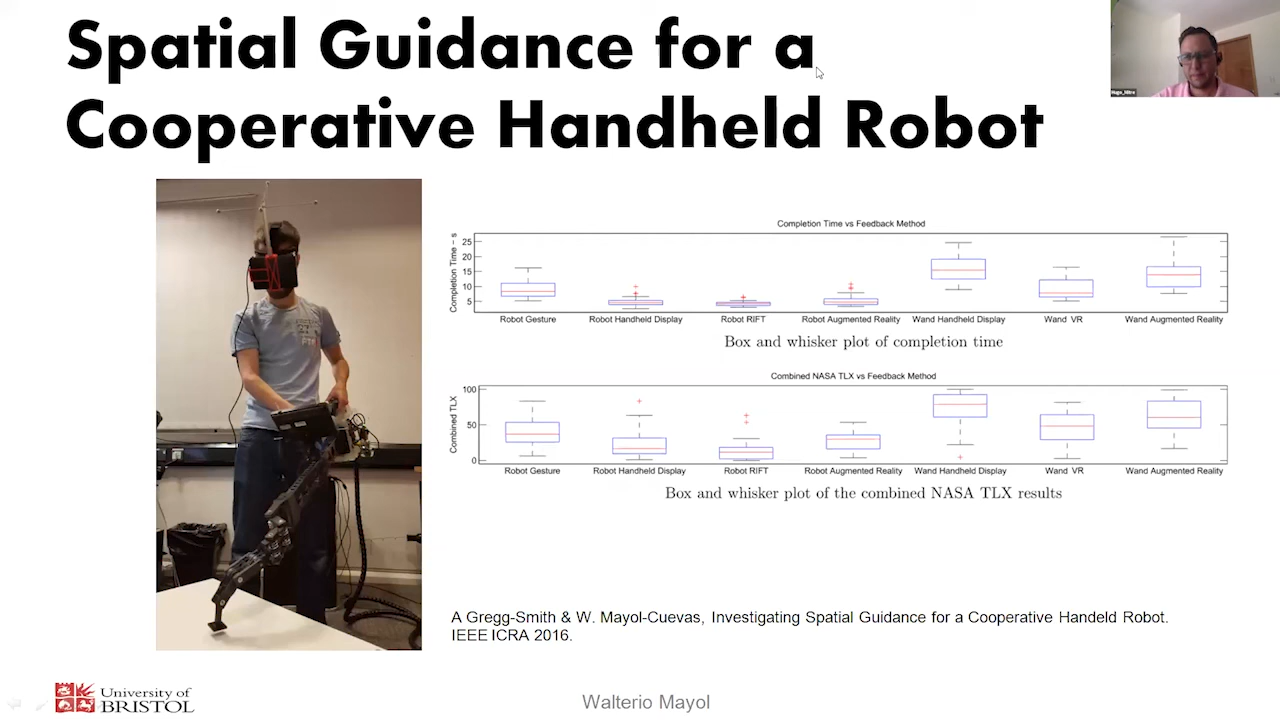 Spatial Guidance for a
Cooperative Handheld Robot
Hugo_Nitre
Completion Time vs Feedback Method
Completion Time – s
25
20
15
10
5
Robot Gesture Robot Handheld Display Robot RIFT Robot Augmented Reality Wand Handheld Display Wand VR Wand Augmented Reality
Box and whisker plot of completion time
Combined NASA TLX vs Feedback Method
Combined TLX
100
50
0
Robot Gesture Robot Handheld Display Robot RIFT Robot Augmented Reality Wand Handheld Display Wand VR Wand Augmented Reality
Box and whisker plot of the combined NASA TLX results
A Gregg-Smith & W. Mayol-Cuevas, Investigating Spatial Guidance for a Cooperative Handeld Robot.
IEEE ICRA 2016.
University of
BRISTOL
Walterio Mayol